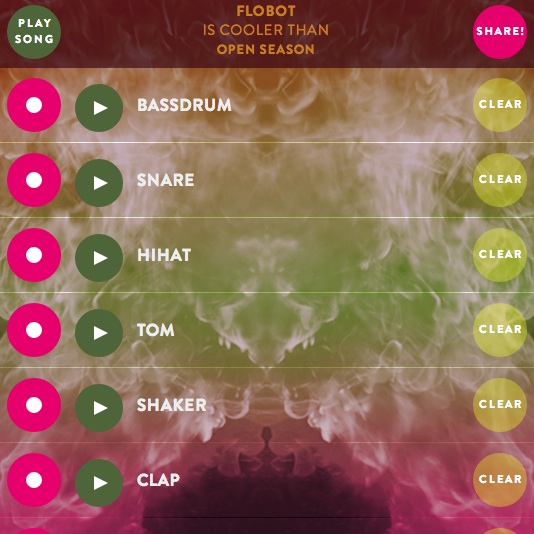 PLAY
SONG
FLOBOT
IS COOLER THAN
OPEN SEASON
SHARE!
BASSDRUM
CLEAR
SNARE
CLEAR
HIHAT
CLEAR
TOM
CLEAR
SHAKER
CLEAR
CLAP
CLEAR